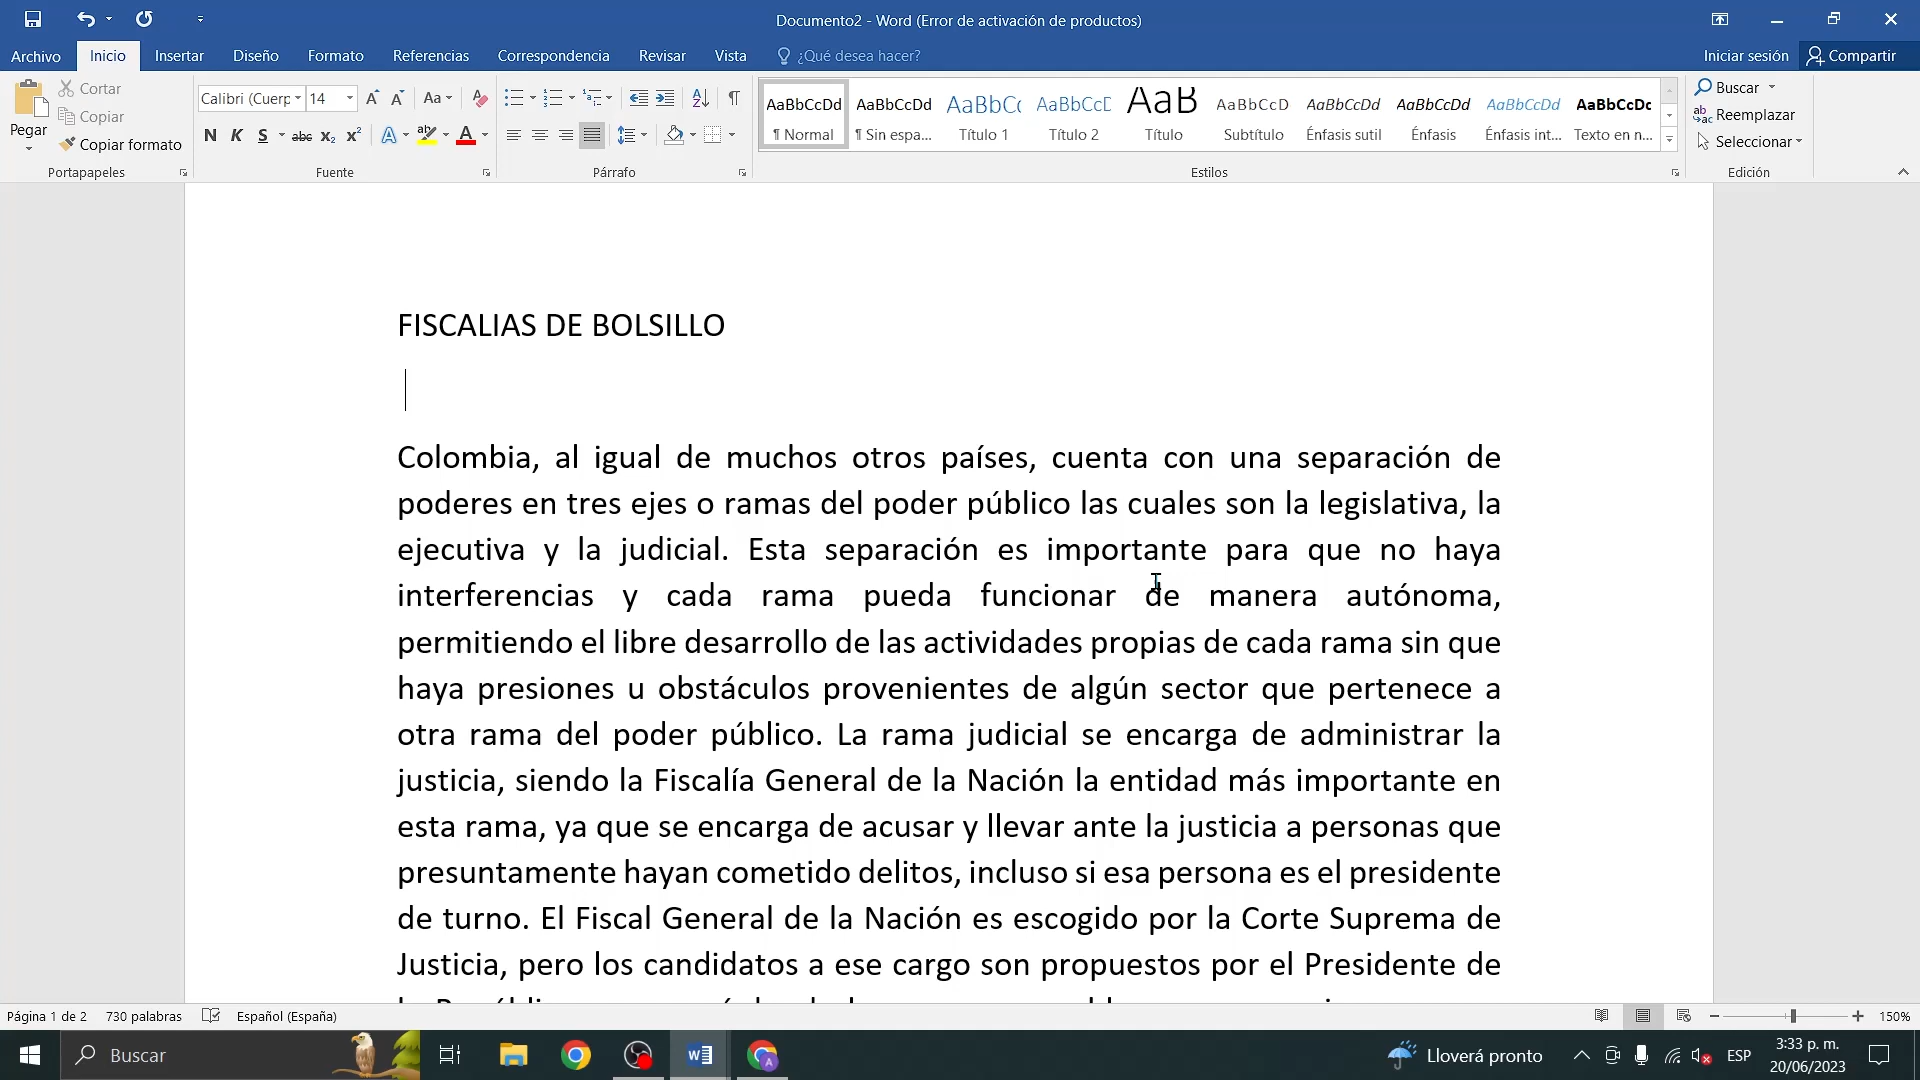 Documento2 - Word (Error de activación de productos)
Archivo Inicio Insertar Diseño Formato Referencias Correspondencia Revisar Vista ¿Qué desea hacer? Iniciar sesión Compartir
Pegar
Cortar
Copiar
Copiar formato
Portapapeles
Calibri (Cuerp 14 Aa
N K S abc x₂ x² A ab A
Fuente
Párrafo
AaBbCcDd AaBbCcDd AaBbC AaBbCcD AaB AaBbCcD AaBbCcDd AaBbCcDd AaBbCcDd AaBbCcDc
¶ Normal ¶ Sin espa... Título 1 Título 2 Título Subtítulo Énfasis sutil Énfasis Énfasis int... Texto en n...
Estilos
Buscar
Reemplazar
Seleccionar
Edición
FISCALIAS DE BOLSILLO
Colombia, al igual de muchos otros países, cuenta con una separación de
poderes en tres ejes o ramas del poder público las cuales son la legislativa, la
ejecutiva y la judicial. Esta separación es importante para que no haya
interferencias y cada rama pueda funcionar de manera autónoma,
permitiendo el libre desarrollo de las actividades propias de cada rama sin que
haya presiones u obstáculos provenientes de algún sector que pertenece a
otra rama del poder público. La rama judicial se encarga de administrar la
justicia, siendo la Fiscalía General de la Nación la entidad más importante en
esta rama, ya que se encarga de acusar y llevar ante la justicia a personas que
presuntamente hayan cometido delitos, incluso si esa persona es el presidente
de turno. El Fiscal General de la Nación es escogido por la Corte Suprema de
Justicia, pero los candidatos a ese cargo son propuestos por el Presidente de
Página 1 de 2 730 palabras Español (España) 150%
Buscar
Lloverá pronto
ESP
3:33 p. m.
20/06/2023